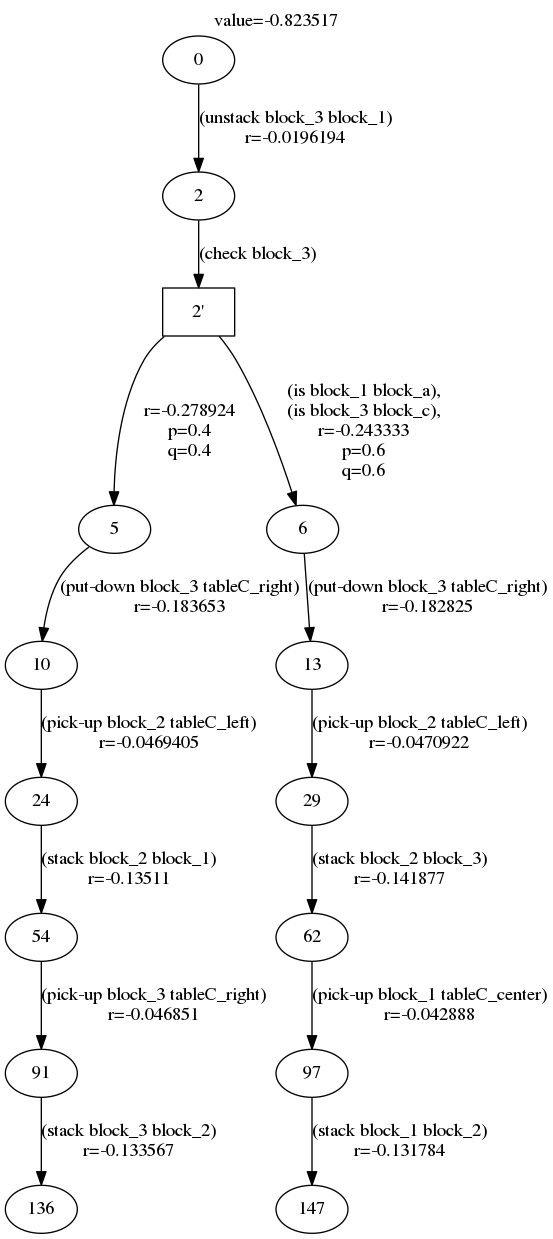 value=-0.823517
0
(unstack block_3 block_1)
r=-0.0196194
2
(check block_3)
2'
r=-0.278924
p=0.4
q=0.4
(is block_1 block_a),
(is block_3 block_c),
r=-0.243333
p=0.6
q=0.6
5
6
(put-down block_3 tableC_right)
r=-0.183653
(put-down block_3 tableC_right)
r=-0.182825
10
13
(pick-up block_2 tableC_left)
r=-0.0469405
(pick-up block_2 tableC_left)
r=-0.0470922
24
29
(stack block_2 block_1)
r=-0.13511
(stack block_2 block_3)
r=-0.141877
54
62
(pick-up block_3 tableC_right)
r=-0.046851
(pick-up block_1 tableC_center)
r=-0.042888
91
97
(stack block_3 block_2)
r=-0.133567
(stack block_1 block_2)
r=-0.131784
136
147